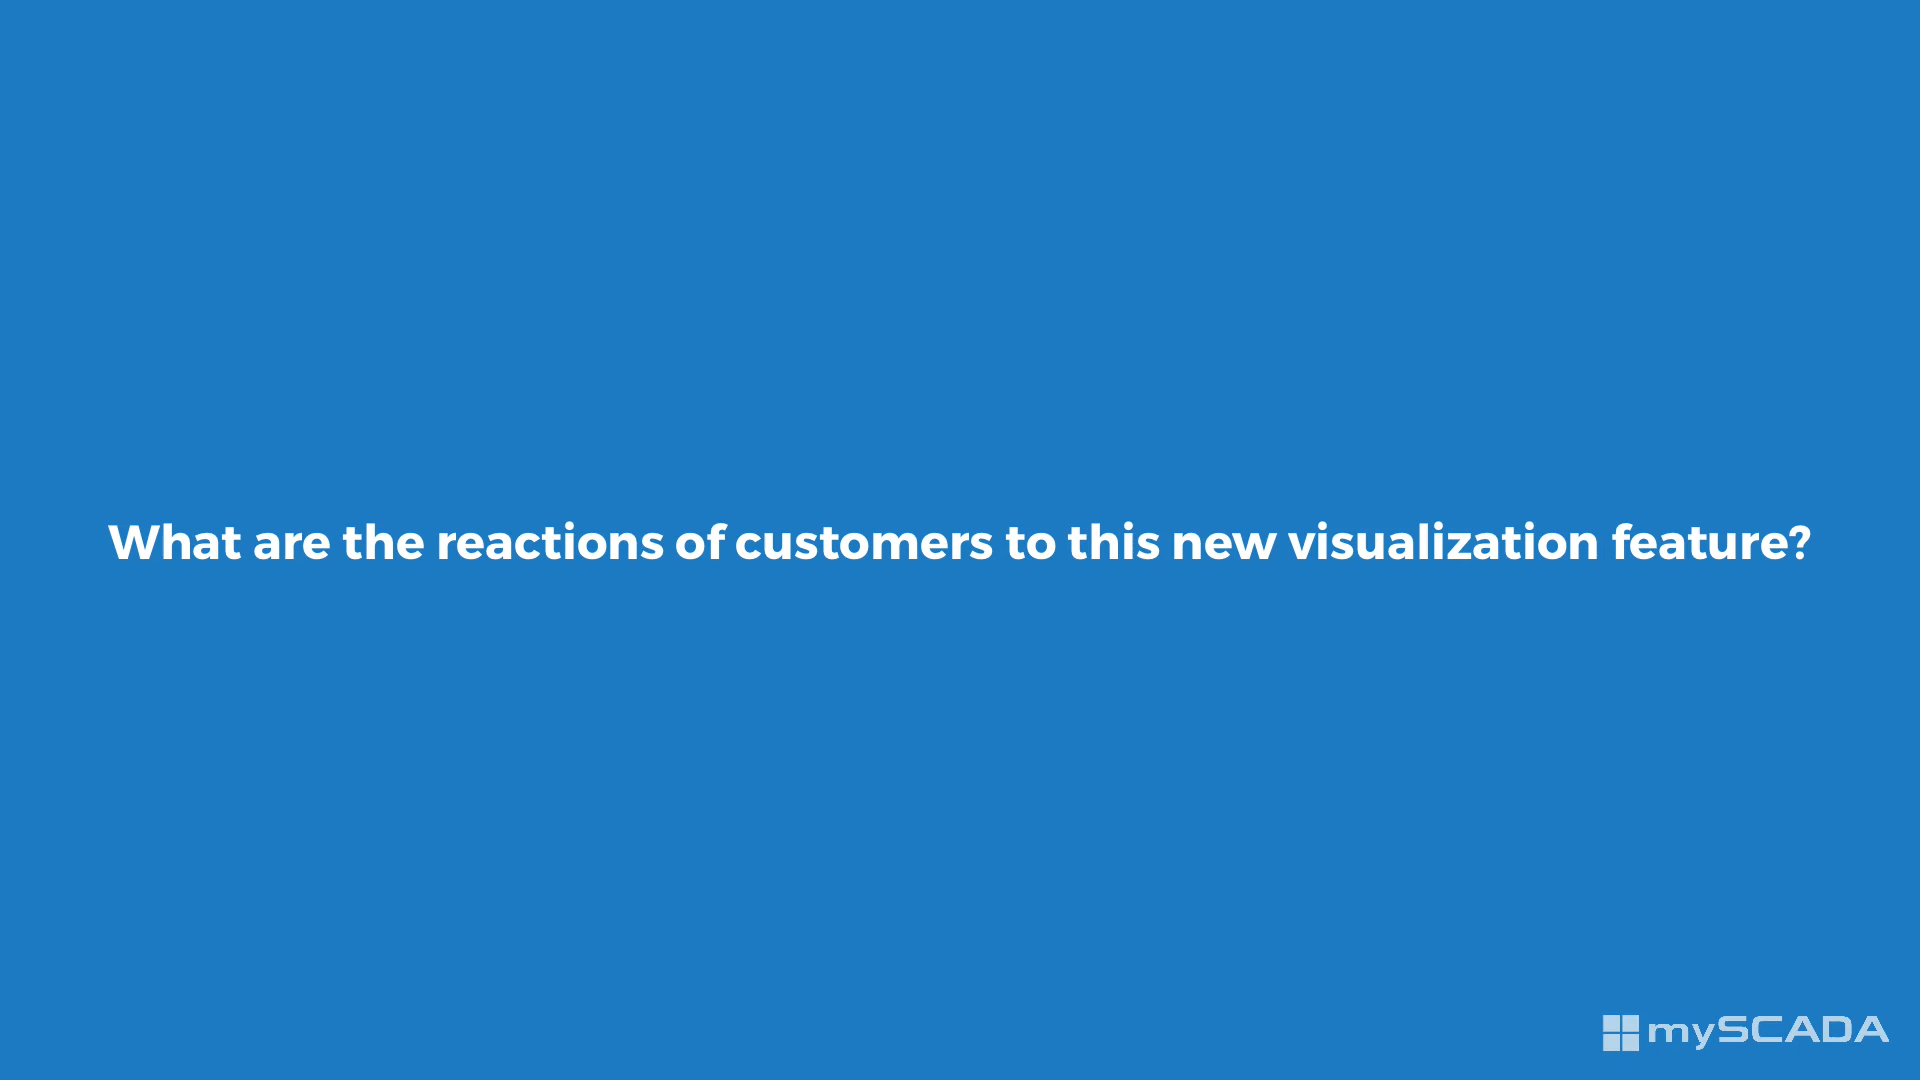 What are the reactions of customers to this new visualization feature?
mySCADA